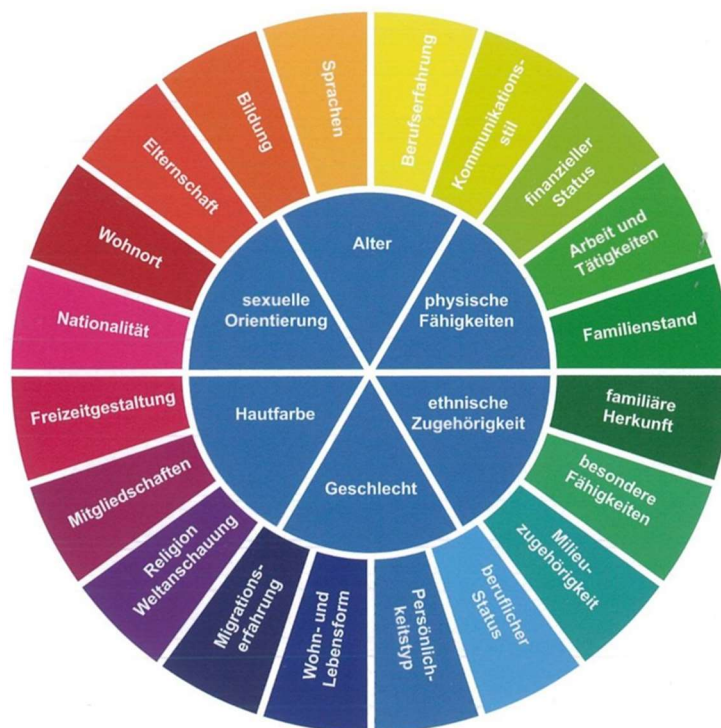 Sprachen
Berufserfahrung
Kommunikations-
stil
finanzieller
Status
Arbeit und
Tätigkeiten
Familienstand
familiäre
Herkunft
besondere
Fähigkeiten
Milieu-
zugehörigkeit
beruflicher
Status
Persönlich-
keitstyp
Wohn- und
Lebensform
Migrations-
erfahrung
Religion
Weltanschauung
Mitgliedschaften
Freizeitgestaltung
Nationalität
Wohnort
Elternschaft
Bildung
Alter
physische
Fähigkeiten
ethnische
Zugehörigkeit
Geschlecht
Hautfarbe
sexuelle
Orientierung